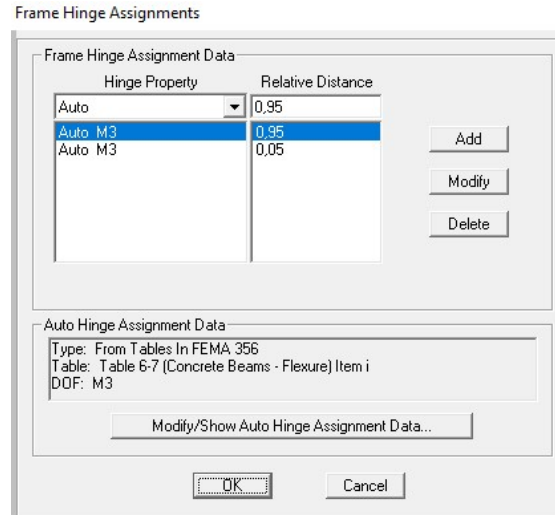 Frame Hinge Assignments
Frame Hinge Assignment Data
Hinge Property Relative Distance
Auto 0,95
Auto M3 0,95
Auto M3 0,05
Add
Modify
Delete
Auto Hinge Assignment Data
Type: From Tables In FEMA 356
Table: Table 6-7 (Concrete Beams - Flexure) Item i
DOF: M3
Modify/Show Auto Hinge Assignment Data...
OK Cancel